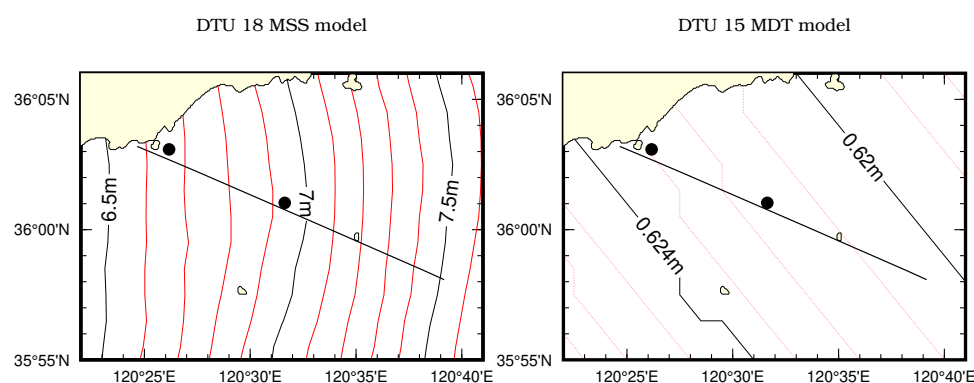 DTU 18 MSS model
DTU 15 MDT model
36°05'N
36°00'N
35°55'N
120°25'E
120°30'E
120°35'E
120°40'E
6.5m
7m
7.5m
36°05'N
36°00'N
35°55'N
120°25'E
120°30'E
120°35'E
120°40'E
0.62m
0.624m